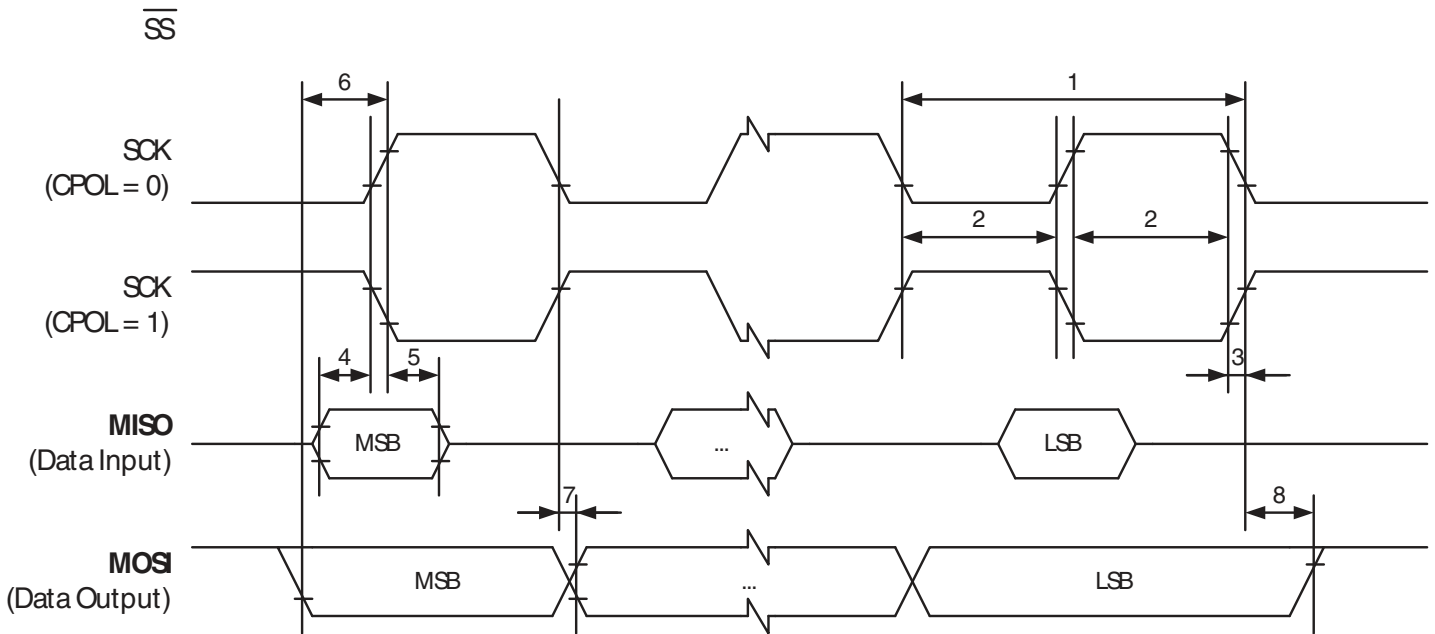 SS
6
1
SCK
(CPOL = 0)
2
2
SCK
(CPOL = 1)
4
5
3
MISO
(Data Input)
MSB
...
LSB
7
8
MOSI
(Data Output)
MSB
...
LSB